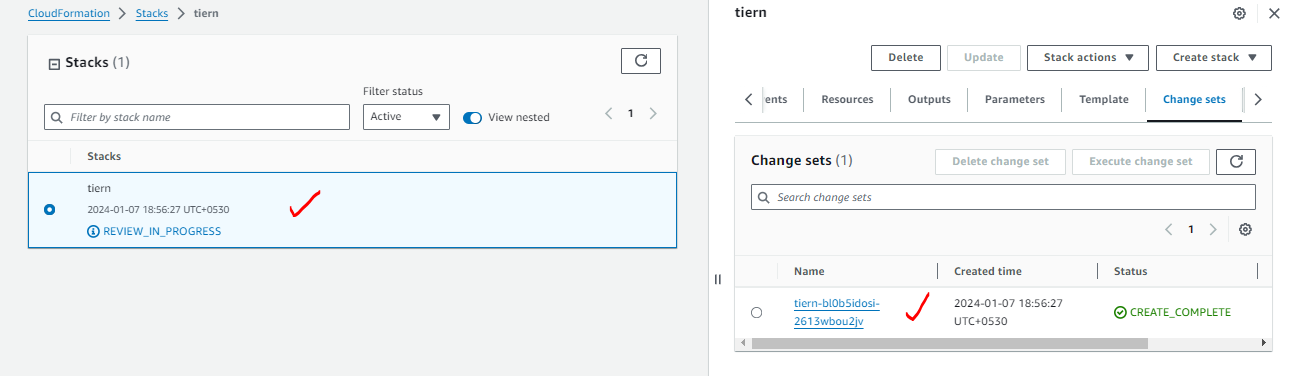 CloudFormation > Stacks > tiern
Stacks (1)
Filter by stack name
Filter status
Active
View nested
1
Stacks
tiern
2024-01-07 18:56:27 UTC+0530
REVIEW_IN_PROGRESS
tiern
Delete
Update
Stack actions
Create stack
ents
Resources
Outputs
Parameters
Template
Change sets
Change sets (1)
Delete change set
Execute change set
Search change sets
1
Name
Created time
Status
tiern-bl0b5idosi-
2613wbou2jv
2024-01-07 18:56:27
UTC+0530
CREATE_COMPLETE